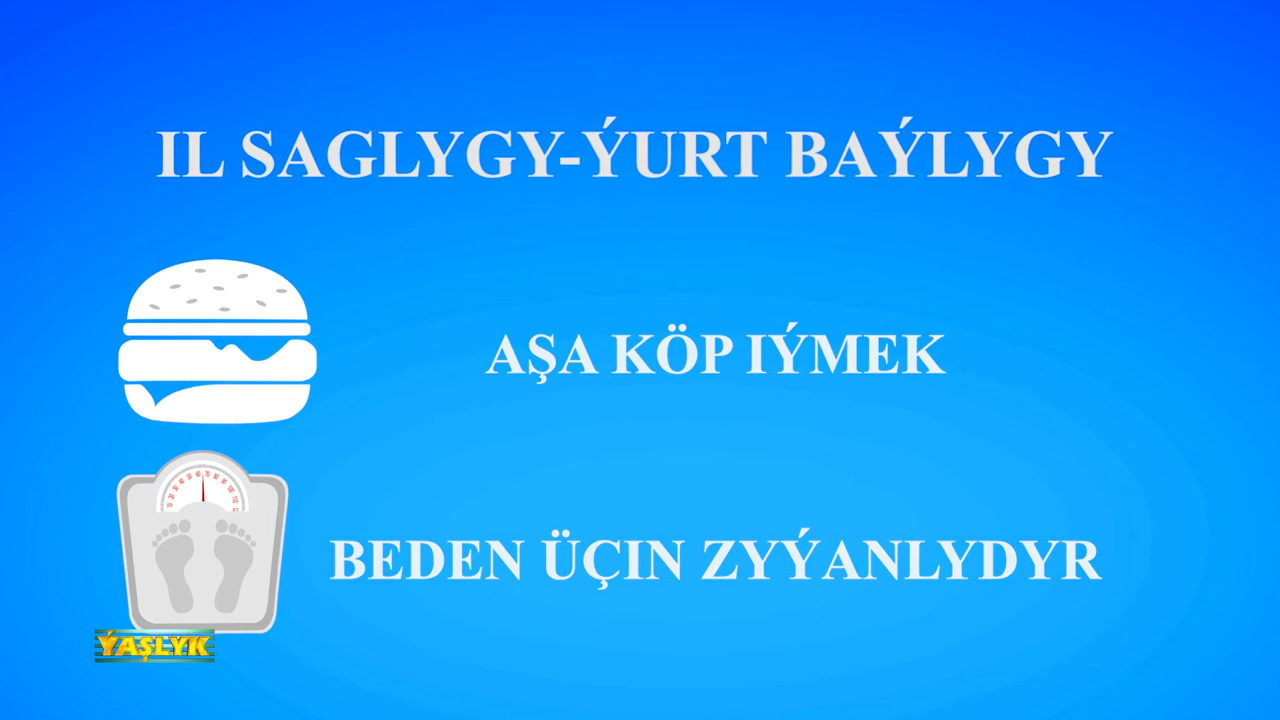 IL SAGLYGY-ÝURT BAÝLYGY
AŞA KÖP IÝMEK
BEDEN ÜÇIN ZYÝANLYDYR
ÝAŞLYK